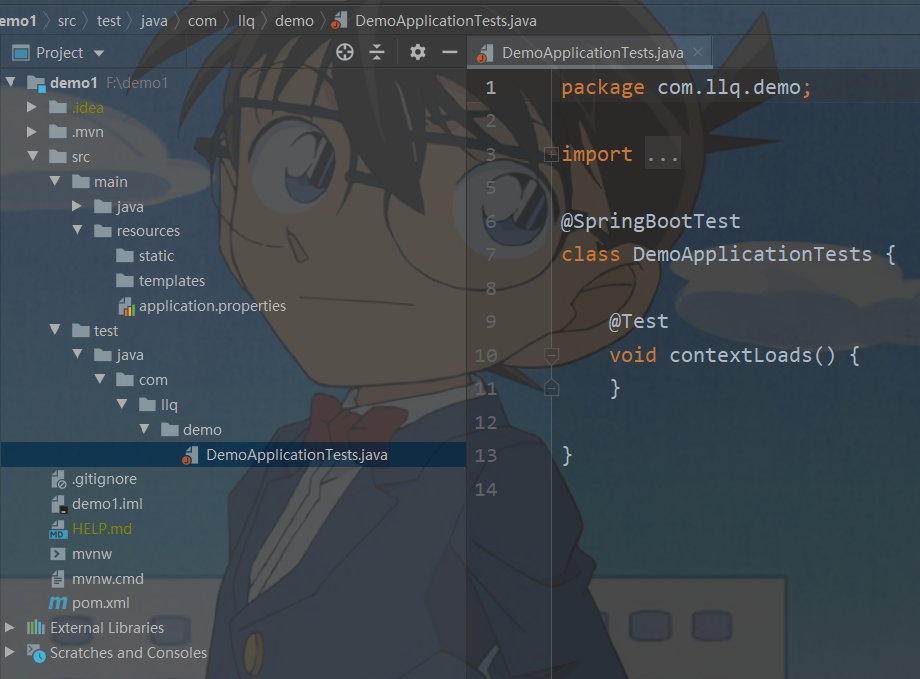 emo1 src test java com llq demo DemoApplicationTests.java
Project
DemoApplicationTests.java
demo1 F:\demo1
.idea
.mvn
src
main
java
resources
static
templates
application.properties
test
java
com
llq
demo
DemoApplicationTests.java
.gitignore
demo1.iml
HELP.md
mvnw
mvnw.cmd
pom.xml
External Libraries
Scratches and Consoles
1 package com.llq.demo;
2
3 import ...
5
6 @SpringBootTest
7 class DemoApplicationTests {
8
9 @Test
10 void contextLoads() {
11 }
12
13 }
14